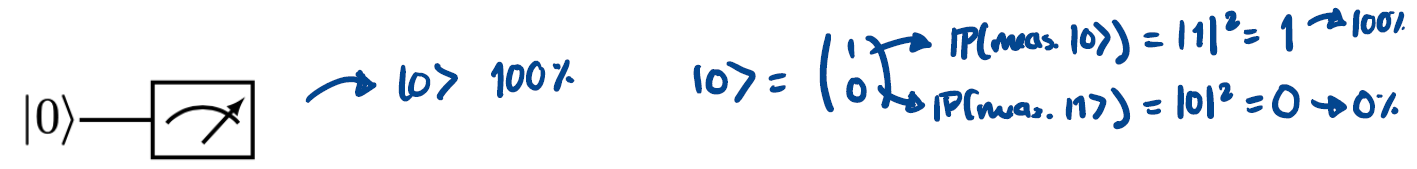 |0⟩ → |0⟩ 100%
|0⟩ = (1 0)
→ ℙ(meas. |0⟩) = |1|² = 1 → 100%
→ ℙ(meas. |1⟩) = |0|² = 0 → 0%